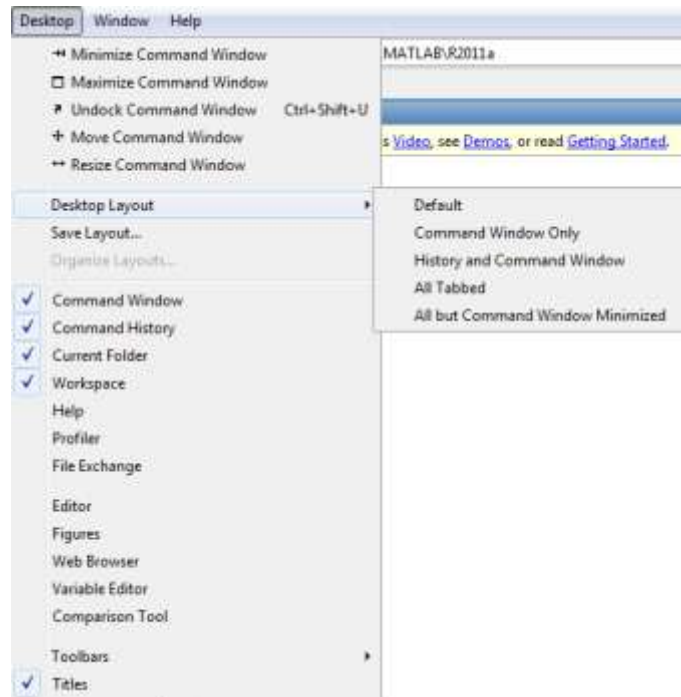 Desktop Window Help
Minimize Command Window
MATLAB\R2011a
Maximize Command Window
Undock Command Window Ctrl+Shift+U
Move Command Window
s Video, see Demos, or read Getting Started.
Resize Command Window
Desktop Layout
Default
Save Layout...
Command Window Only
Organize Layouts...
History and Command Window
All Tabbed
All but Command Window Minimized
Command Window
Command History
Current Folder
Workspace
Help
Profiler
File Exchange
Editor
Figures
Web Browser
Variable Editor
Comparison Tool
Toolbars
Titles